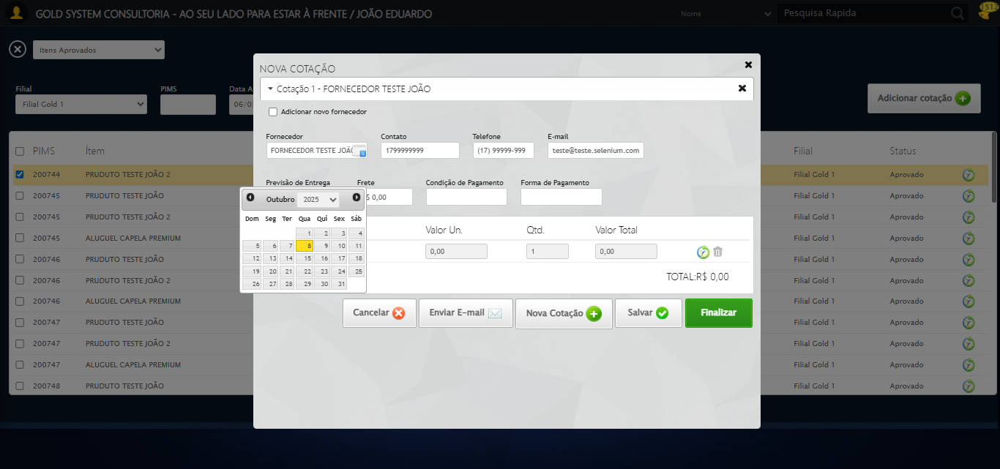 GOLD SYSTEM CONSULTORIA - AO SEU LADO PARA ESTAR À FRENTE / JOÃO EDUARDO
Nome
Pesquisa Rapida
1512
Itens Aprovados
Filial
PIMS
Data A
Filial Gold 1
06/0
Adicionar cotação
PIMS Ítem Filial Status
200744 PRUDUTO TESTE JOÃO 2 Filial Gold 1 Aprovado
200745 PRUDUTO TESTE JOÃO Filial Gold 1 Aprovado
200745 PRUDUTO TESTE JOÃO 2 Filial Gold 1 Aprovado
200745 ALUGUEL CAPELA PREMIUM Filial Gold 1 Aprovado
200746 PRUDUTO TESTE JOÃO Filial Gold 1 Aprovado
200746 PRUDUTO TESTE JOÃO 2 Filial Gold 1 Aprovado
200746 ALUGUEL CAPELA PREMIUM Filial Gold 1 Aprovado
200747 PRUDUTO TESTE JOÃO Filial Gold 1 Aprovado
200747 PRUDUTO TESTE JOÃO 2 Filial Gold 1 Aprovado
200747 ALUGUEL CAPELA PREMIUM Filial Gold 1 Aprovado
200748 PRUDUTO TESTE JOÃO Filial Gold 1 Aprovado
NOVA COTAÇÃO
Cotação 1 - FORNECEDOR TESTE JOÃO
Adicionar novo fornecedor
Fornecedor Contato Telefone E-mail
FORNECEDOR TESTE JOÃO 1799999999 (17) 99999-999 teste@teste.selenium.com
Previsão de Entrega Frete Condição de Pagamento Forma de Pagamento
$ 0,00
Outubro 2025
Dom Seg Ter Qua Qui Sex Sáb
1 2 3 4
5 6 7 8 9 10 11
12 13 14 15 16 17 18
19 20 21 22 23 24 25
26 27 28 29 30 31
Valor Un. Qtd. Valor Total
0,00 1 0,00
TOTAL:R$ 0,00
Cancelar
Enviar E-mail
Nova Cotação
Salvar
Finalizar